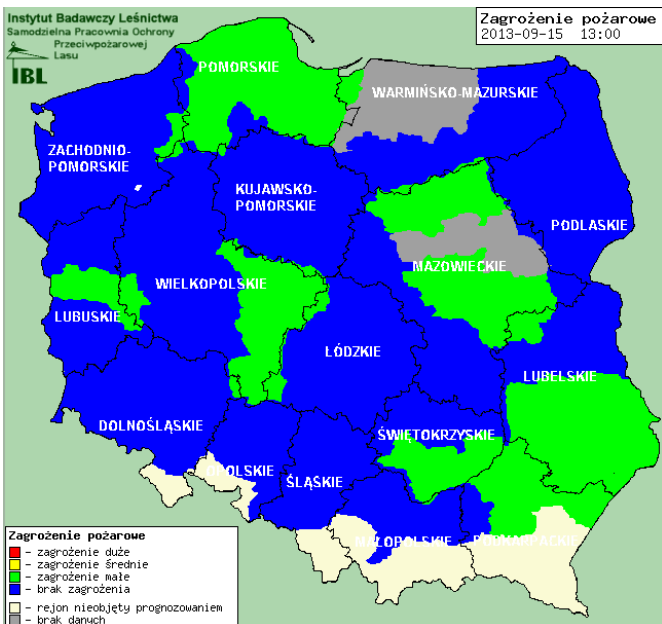 Instytut Badawczy Leśnictwa
Samodzielna Pracownia Ochrony
Przeciwpożarowej
Lasu
IBL
Zagrożenie pożarowe
2013-09-15 13:00
POMORSKIE
WARMIŃSKO-MAZURSKIE
ZACHODNIO-
POMORSKIE
KUJAWSKO-
POMORSKIE
PODLASKIE
MAZOWIECKIE
WIELKOPOLSKIE
LUBUSKIE
ŁÓDZKIE
LUBELSKIE
DOLNOŚLĄSKIE
ŚWIĘTOKRZYSKIE
OPOLSKIE
ŚLĄSKIE
MAŁOPOLSKIE
PODKARPACKIE
Zagrożenie pożarowe
- zagrożenie duże
- zagrożenie średnie
- zagrożenie małe
- brak zagrożenia
- rejon nieobjęty prognozowaniem
- brak danych